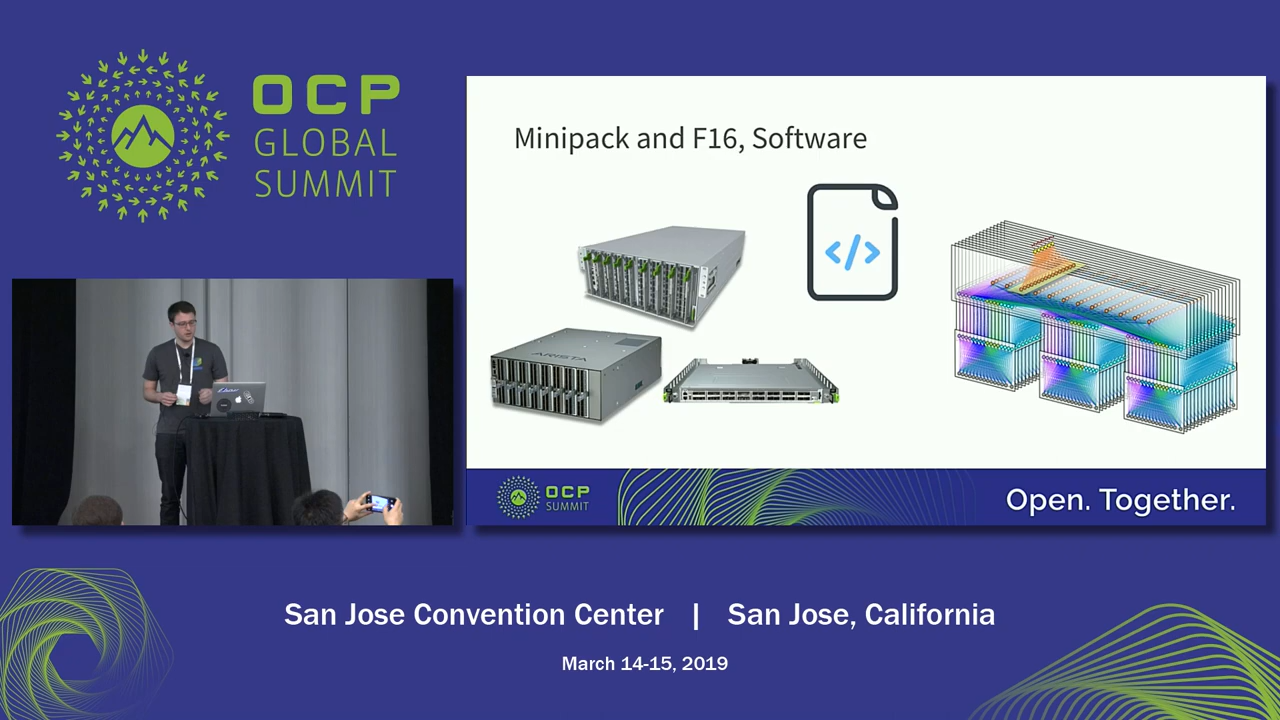 OCP
GLOBAL
SUMMIT
Minipack and F16, Software
</>
ARISTA
OCP
SUMMIT
Open. Together.
San Jose Convention Center | San Jose, California
March 14-15, 2019